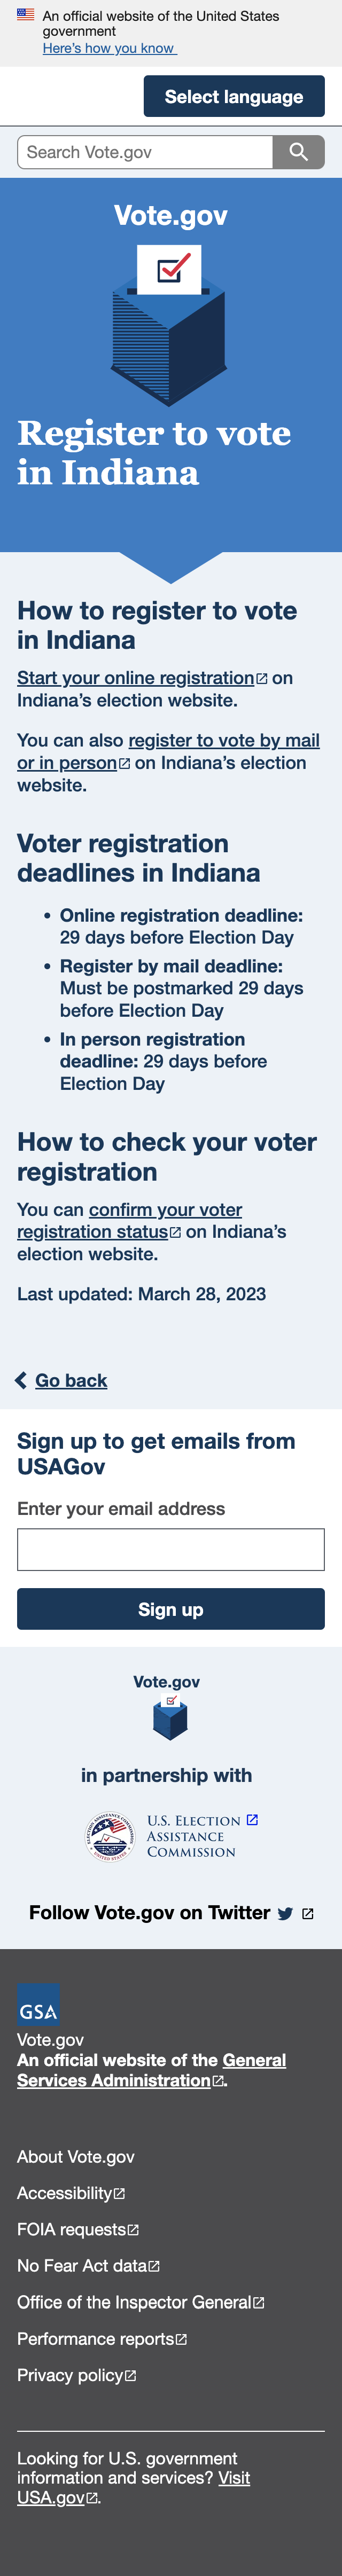 An official website of the United States
government
Here's how you know
Select language
Search Vote.gov
Vote.gov
Register to vote
in Indiana
How to register to vote
in Indiana
Start your online registration on
Indiana's election website.
You can also register to vote by mail
or in person on Indiana's election
website.
Voter registration
deadlines in Indiana
• Online registration deadline:
29 days before Election Day
• Register by mail deadline:
Must be postmarked 29 days
before Election Day
• In person registration
deadline: 29 days before
Election Day
How to check your voter
registration
You can confirm your voter
registration status on Indiana's
election website.
Last updated: March 28, 2023
Go back
Sign up to get emails from
USAGov
Enter your email address
Sign up
Vote.gov
in partnership with
U.S. ELECTION
ASSISTANCE
COMMISSION
Follow Vote.gov on Twitter
GSA
Vote.gov
An official website of the General
Services Administration.
About Vote.gov
Accessibility
FOIA requests
No Fear Act data
Office of the Inspector General
Performance reports
Privacy policy
Looking for U.S. government
information and services? Visit
USA.gov.